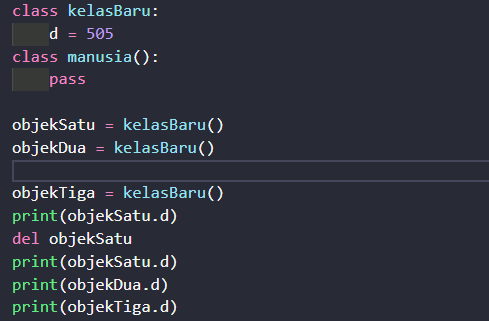 class kelasBaru:
    d = 505
class manusia():
    pass
objekSatu = kelasBaru()
objekDua = kelasBaru()
objekTiga = kelasBaru()
print(objekSatu.d)
del objekSatu
print(objekSatu.d)
print(objekDua.d)
print(objekTiga.d)